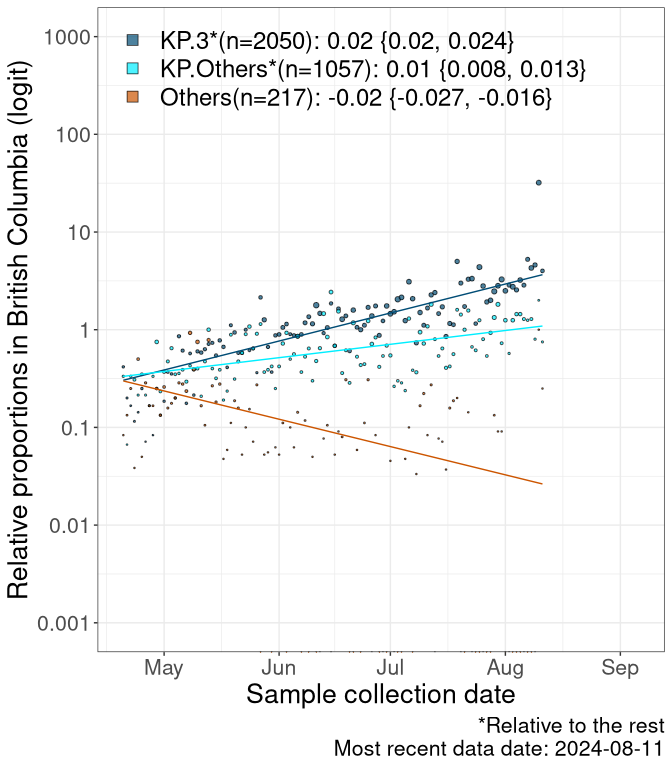 KP.3*(n=2050): 0.02 {0.02, 0.024}
KP.Others*(n=1057): 0.01 {0.008, 0.013}
Others(n=217): -0.02 {-0.027, -0.016}
Relative proportions in British Columbia (logit)
1000
100
10
1
0.1
0.01
0.001
May Jun Jul Aug Sep
Sample collection date
*Relative to the rest
Most recent data date: 2024-08-11